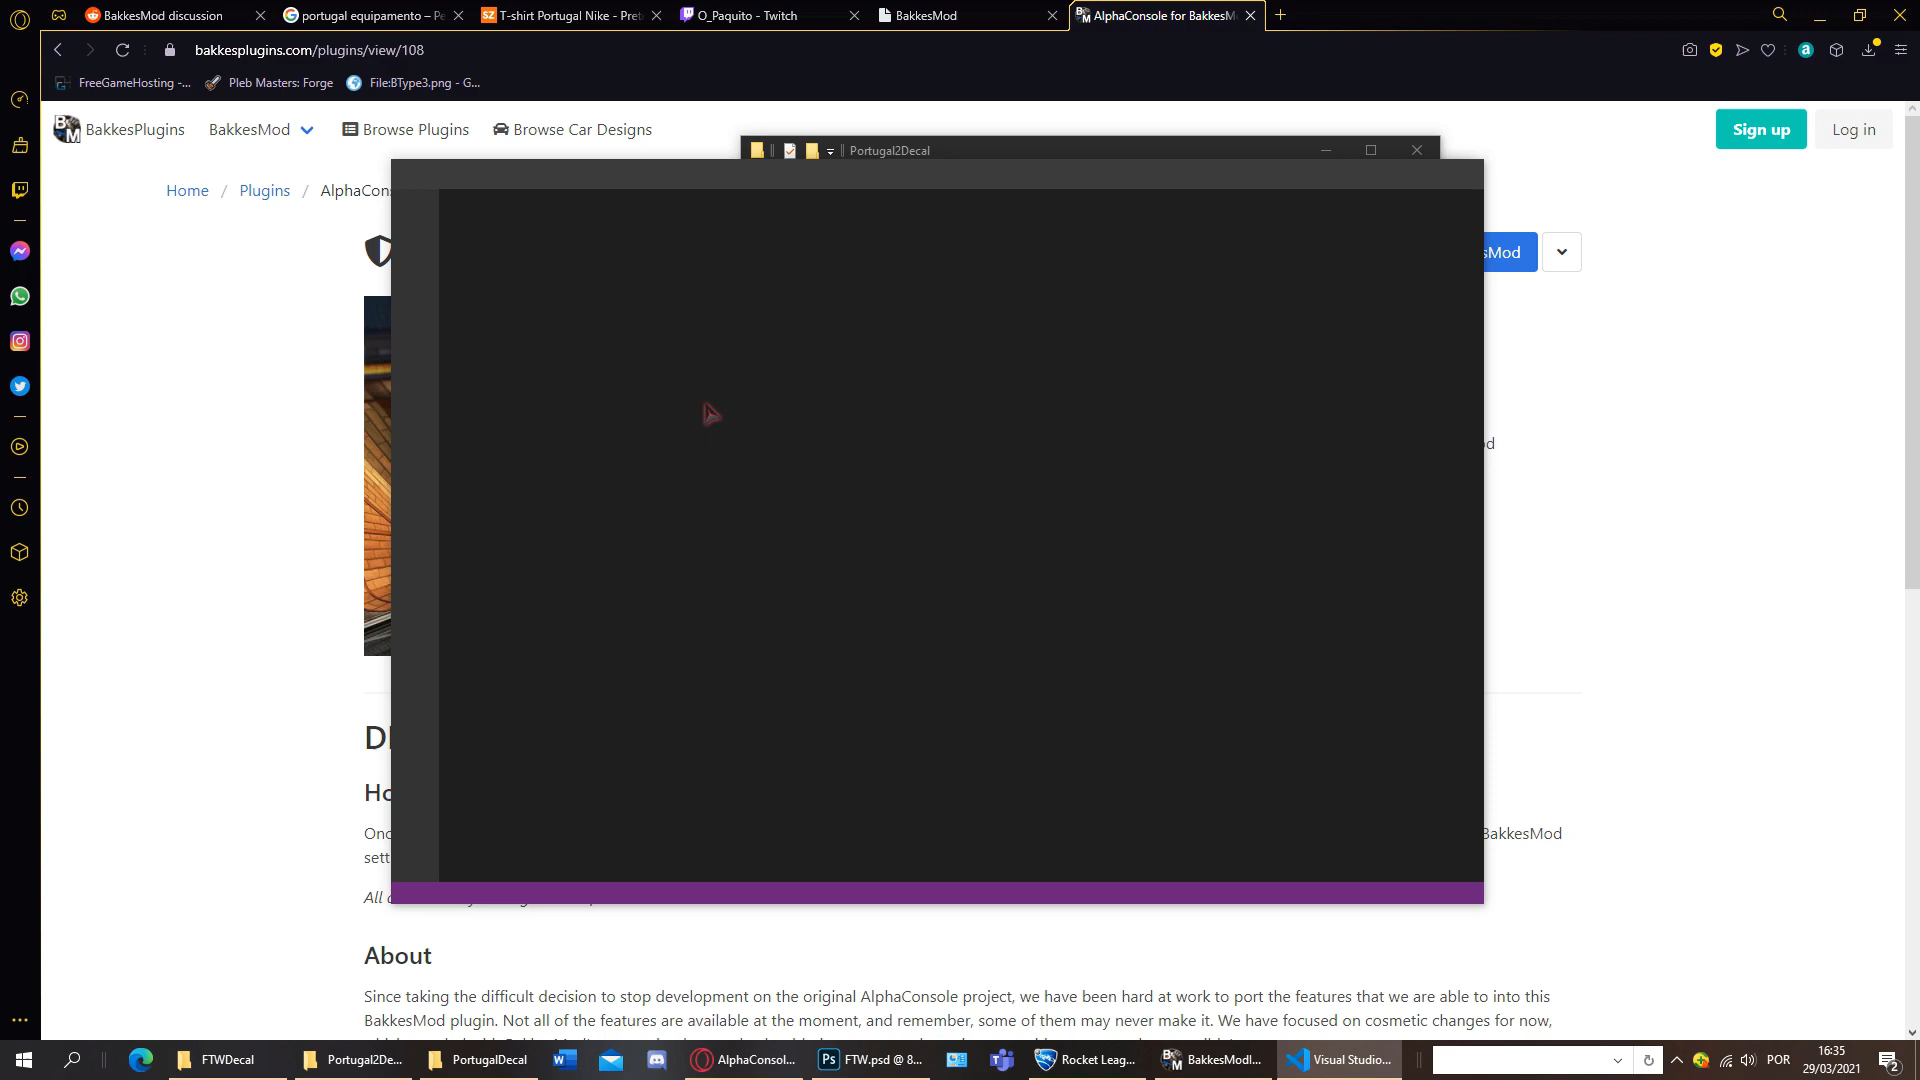 BakkesMod discussion
portugal equipamento – Pe
T-shirt Portugal Nike - Pret
O_Paquito - Twitch
BakkesMod
AlphaConsole for BakkesM
bakkesplugins.com/plugins/view/108
FreeGameHosting -...
Pleb Masters: Forge
File:BType3.png - G...
BakkesPlugins
BakkesMod
Browse Plugins
Browse Car Designs
Sign up
Log in
Portugal2Decal
Home / Plugins / AlphaCons
sMod
od
Ho
Onc
BakkesMod
sett
All
About
Since taking the difficult decision to stop development on the original AlphaConsole project, we have been hard at work to port the features that we are able to into this
BakkesMod plugin. Not all of the features are available at the moment, and remember, some of them may never make it. We have focused on cosmetic changes for now,
FTWDecal
Portugal2De...
PortugalDecal
AlphaConsol...
FTW.psd @ 8...
Rocket Leag...
BakkesModI...
Visual Studio...
POR
16:35
29/03/2021
2